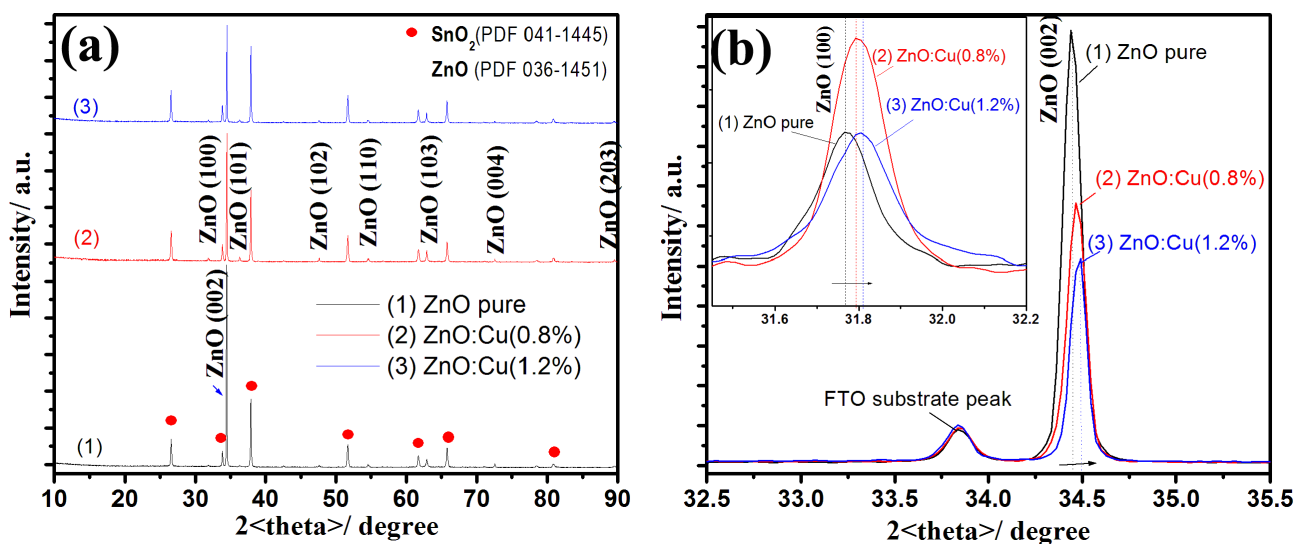 (a)
SnO2(PDF 041-1445)
ZnO (PDF 036-1451)
(3)
ZnO (100)
ZnO (101)
ZnO (102)
ZnO (110)
ZnO (103)
ZnO (004)
ZnO (203)
(2)
ZnO (002)
(1) ZnO pure
(2) ZnO:Cu(0.8%)
(3) ZnO:Cu(1.2%)
(1)
Intensity/ a.u.
10 20 30 40 50 60 70 80 90
2<theta>/ degree
(b)
ZnO (100)
(2) ZnO:Cu(0.8%)
(3) ZnO:Cu(1.2%)
(1) ZnO pure
31.6 31.8 32.0 32.2
ZnO (002)
(1) ZnO pure
(2) ZnO:Cu(0.8%)
(3) ZnO:Cu(1.2%)
FTO substrate peak
Intensity/ a.u.
32.5 33.0 33.5 34.0 34.5 35.0 35.5
2<theta>/ degree